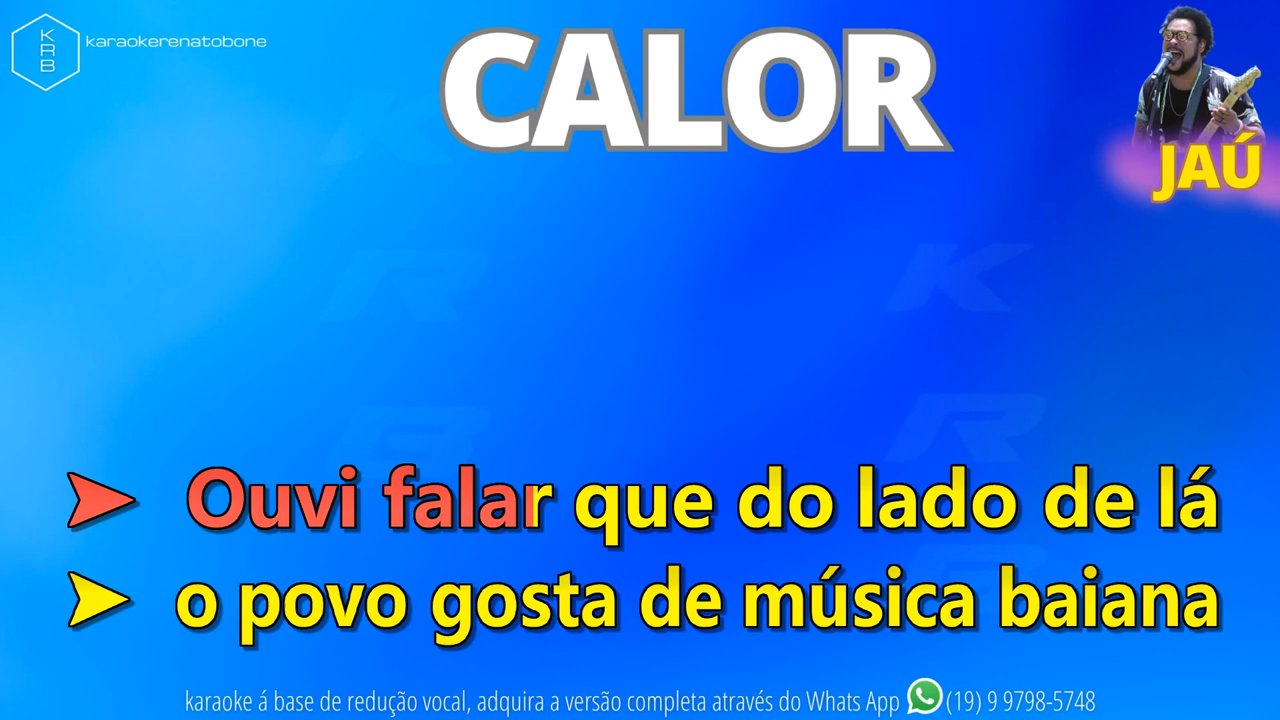 K
R
B
karaokerenatobone
CALOR
JAÚ
K
R
B
K
R
B
➤ Ouvi falar que do lado de lá
➤ o povo gosta de música baiana
karaoke á base de redução vocal, adquira a versão completa através do Whats App (19) 9 9798-5748